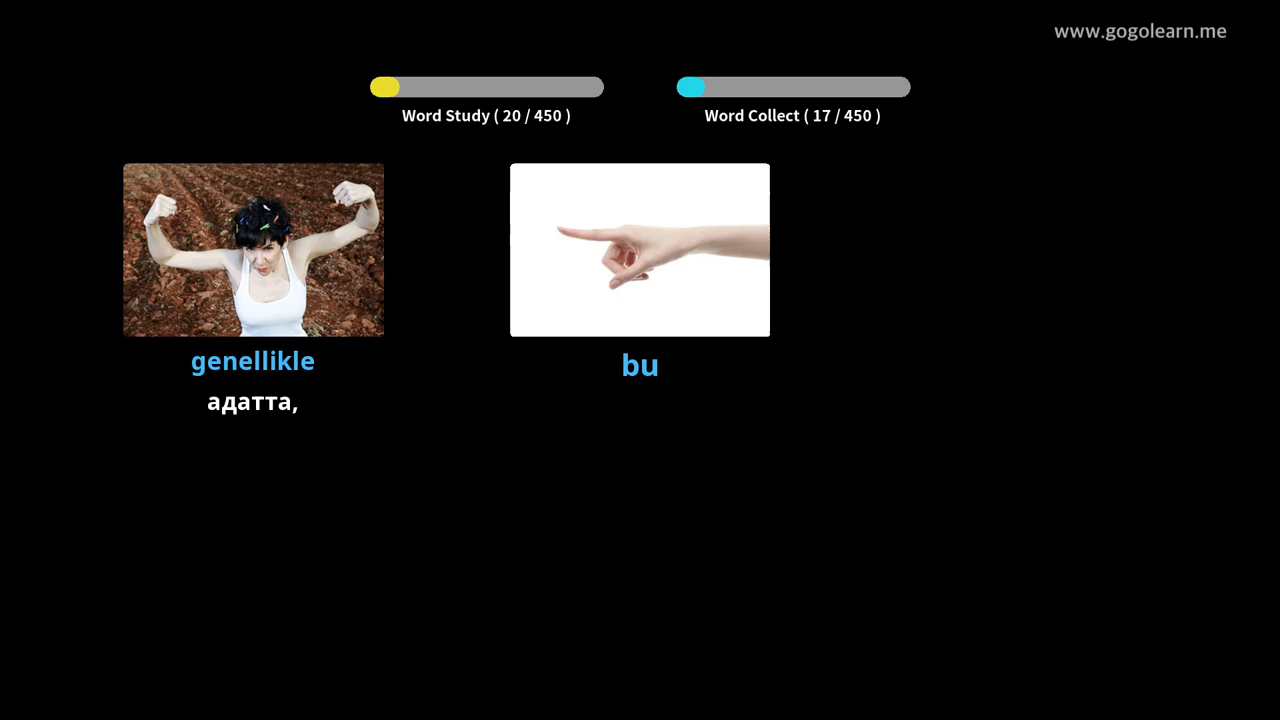 www.gogolearn.me
Word Study ( 20 / 450 )
Word Collect ( 17 / 450 )
genellikle
адатта,
bu